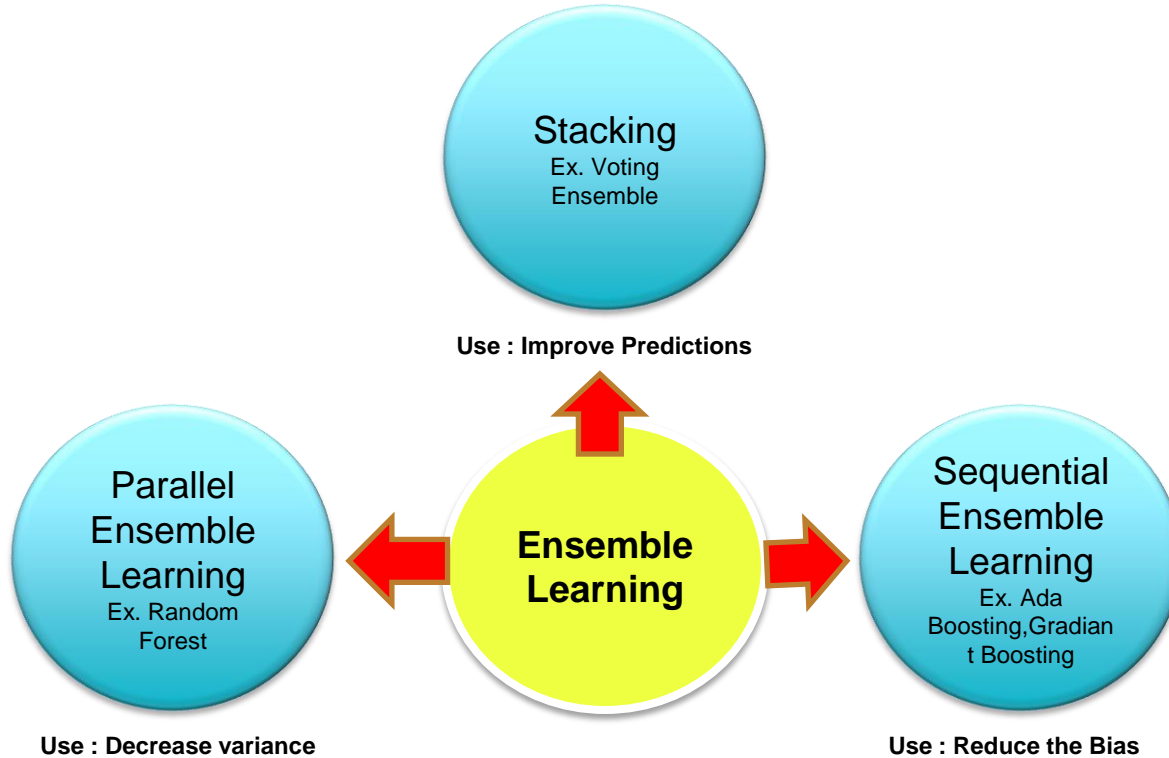 Stacking
Ex. Voting
Ensemble
Use : Improve Predictions
Parallel
Ensemble
Learning
Ex. Random
Forest
Use : Decrease variance
Ensemble
Learning
Sequential
Ensemble
Learning
Ex. Ada
Boosting,Gradian
t Boosting
Use : Reduce the Bias